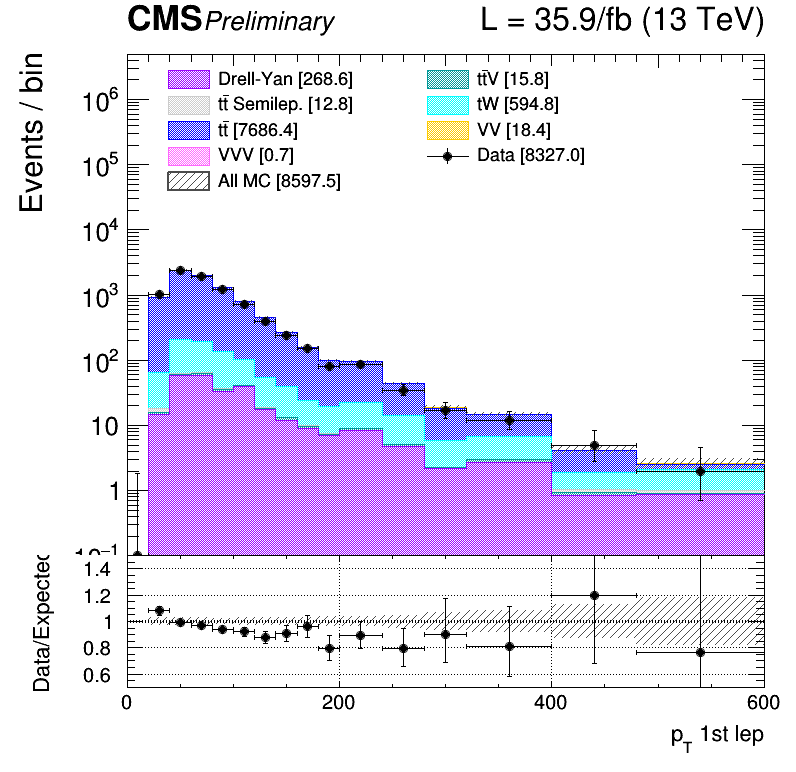 CMS Preliminary L = 35.9/fb (13 TeV)
Events / bin
Drell-Yan [268.6]
tt̄ Semilep. [12.8]
tt̄ [7686.4]
VVV [0.7]
All MC [8597.5]
tt̄V [15.8]
tW [594.8]
VV [18.4]
Data [8327.0]
10⁶
10⁵
10⁴
10³
10²
10
1
10⁻¹
Data/Expected
1.4
1.2
1
0.8
0.6
0 200 400 600
p_T 1st lep